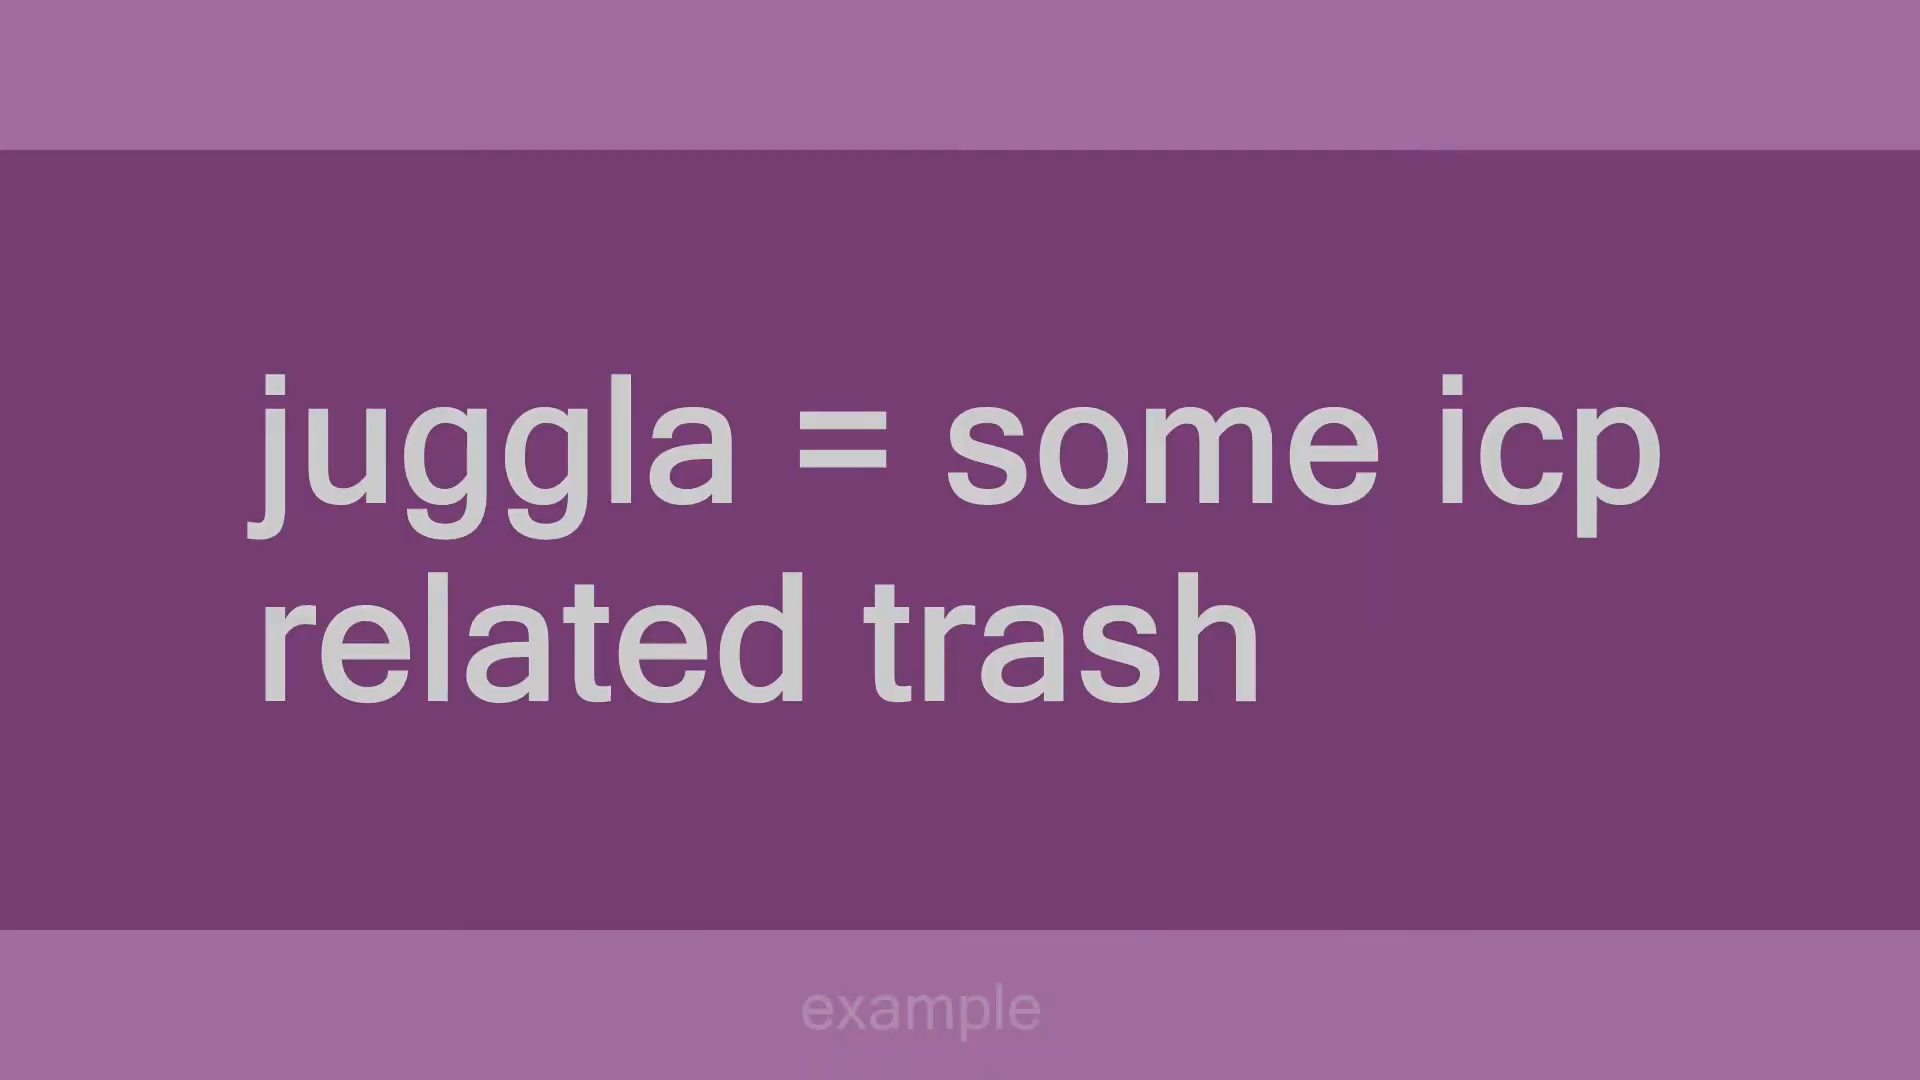 juggla = some icp
related trash
example